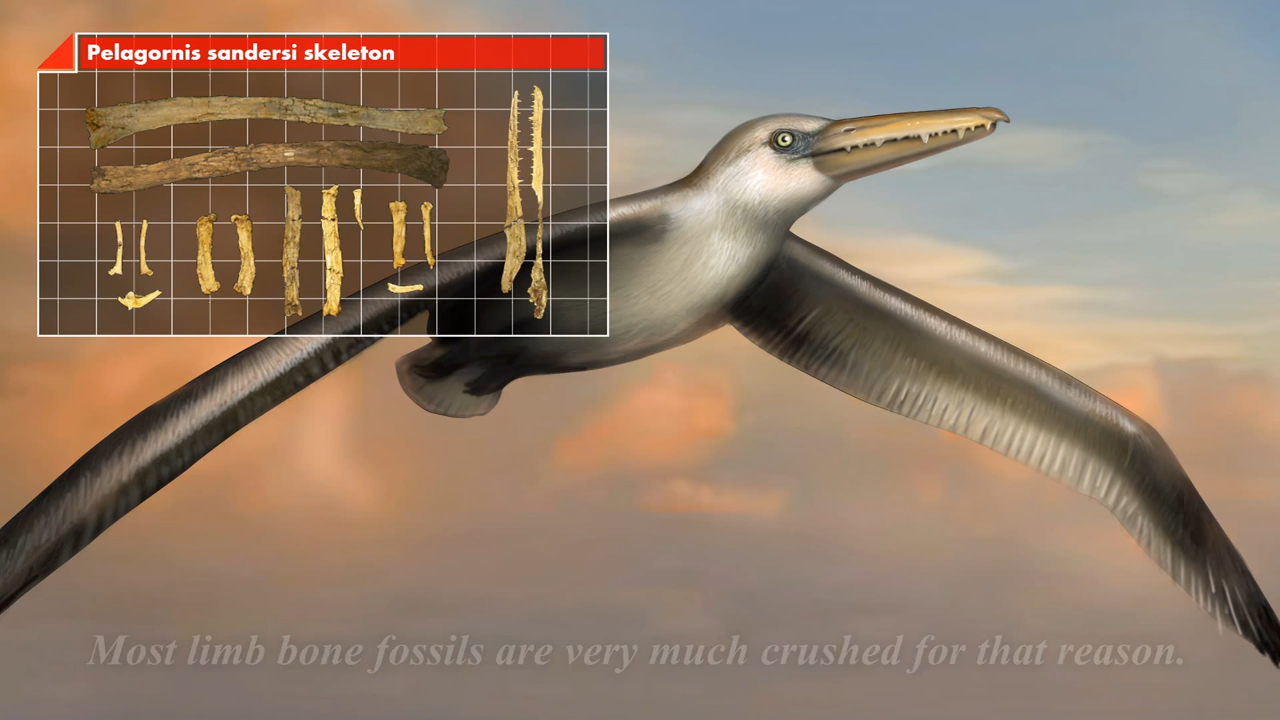 Pelagornis sandersi skeleton
Most limb bone fossils are very much crushed for that reason.